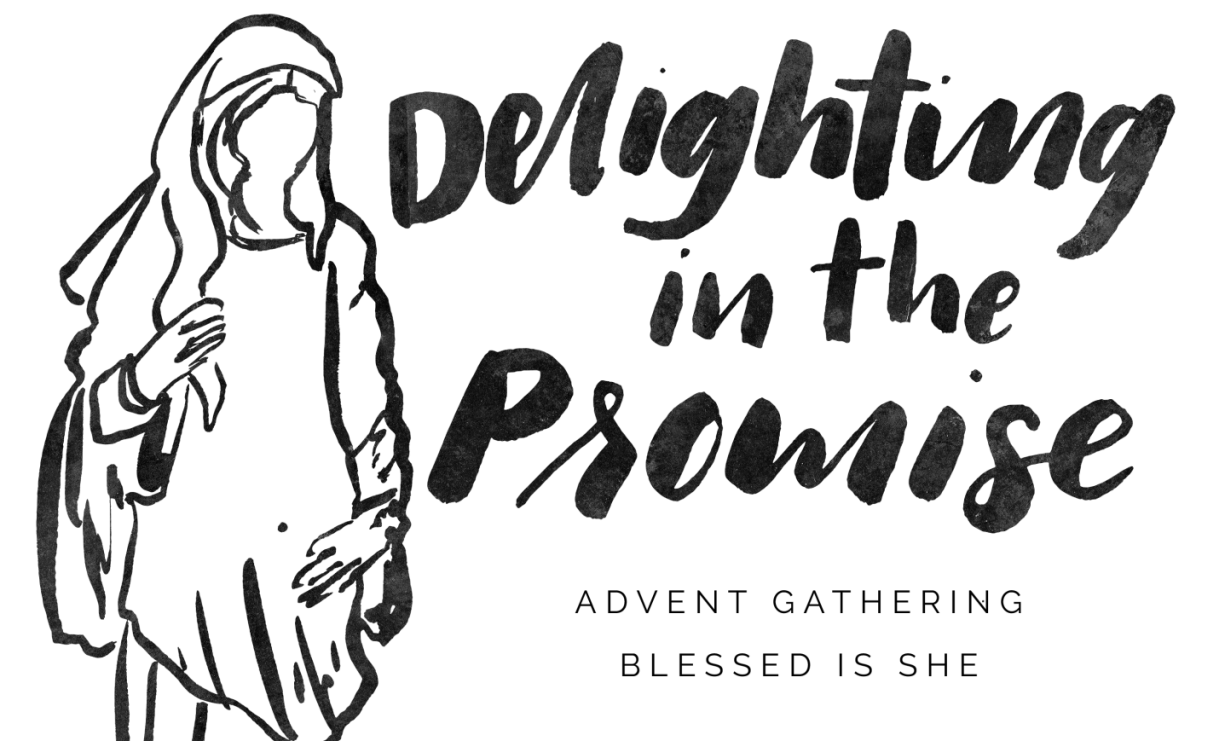 Delighting
in the
Promise
ADVENT GATHERING
BLESSED IS SHE